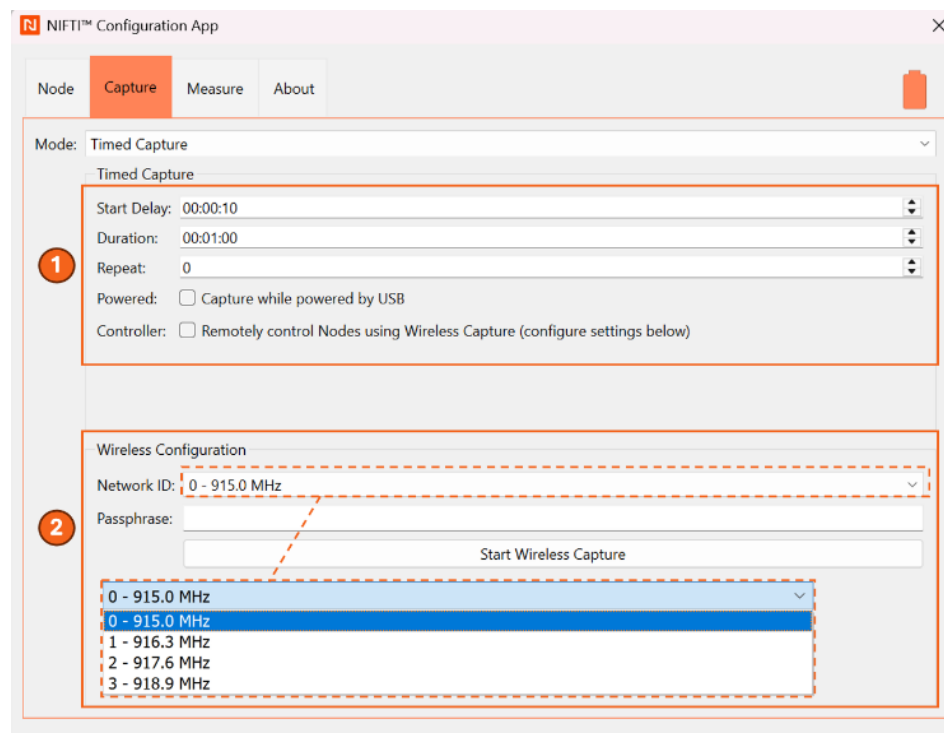 NIFTI™ Configuration App
Node Capture Measure About
Mode: Timed Capture
Timed Capture
Start Delay: 00:00:10
Duration: 00:01:00
1
Repeat: 0
Powered: Capture while powered by USB
Controller: Remotely control Nodes using Wireless Capture (configure settings below)
Wireless Configuration
Network ID: 0 - 915.0 MHz
2
Passphrase:
Start Wireless Capture
0 - 915.0 MHz
0 - 915.0 MHz
1 - 916.3 MHz
2 - 917.6 MHz
3 - 918.9 MHz